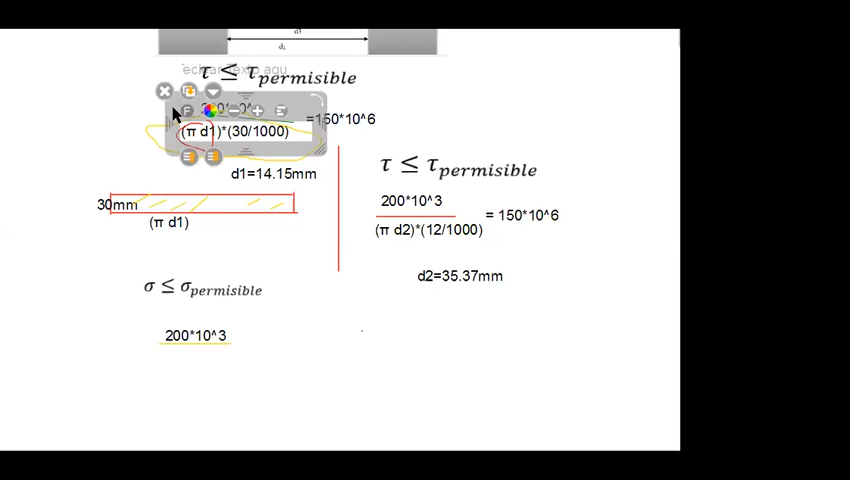 d1
d₂
τ ≤ τpermisible
(π d1)*(30/1000)
=150*10^6
d1=14.15mm
30mm
(π d1)
τ ≤ τpermisible
200*10^3
(π d2)*(12/1000)
= 150*10^6
d2=35.37mm
σ ≤ σpermisible
200*10^3